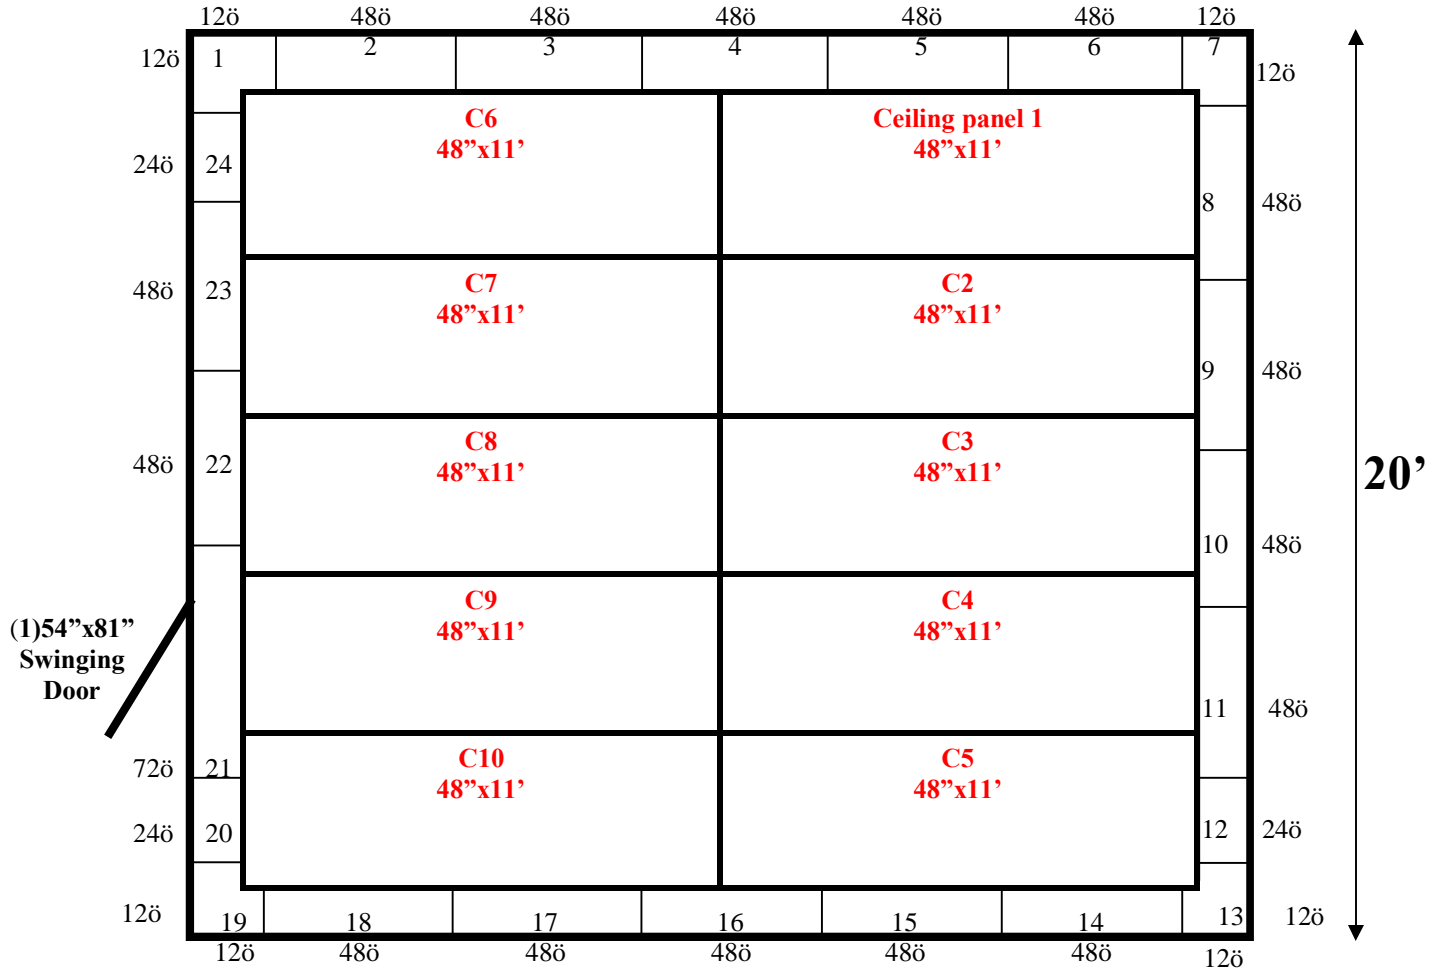 12ö 48ö 48ö 48ö 48ö 48ö 12ö
12ö 1 2 3 4 5 6 7 12ö
C6
48”x11’
Ceiling panel 1
48”x11’
24ö 24
8 48ö
C7
48”x11’
C2
48”x11’
48ö 23
9 48ö
C8
48”x11’
C3
48”x11’
48ö 22
20’
10 48ö
C9
48”x11’
C4
48”x11’
(1)54”x81”
Swinging
Door
11 48ö
72ö 21
C10
48”x11’
C5
48”x11’
24ö 20
12 24ö
12ö 19 18 17 16 15 14 13 12ö
12ö 48ö 48ö 48ö 48ö 48ö 12ö